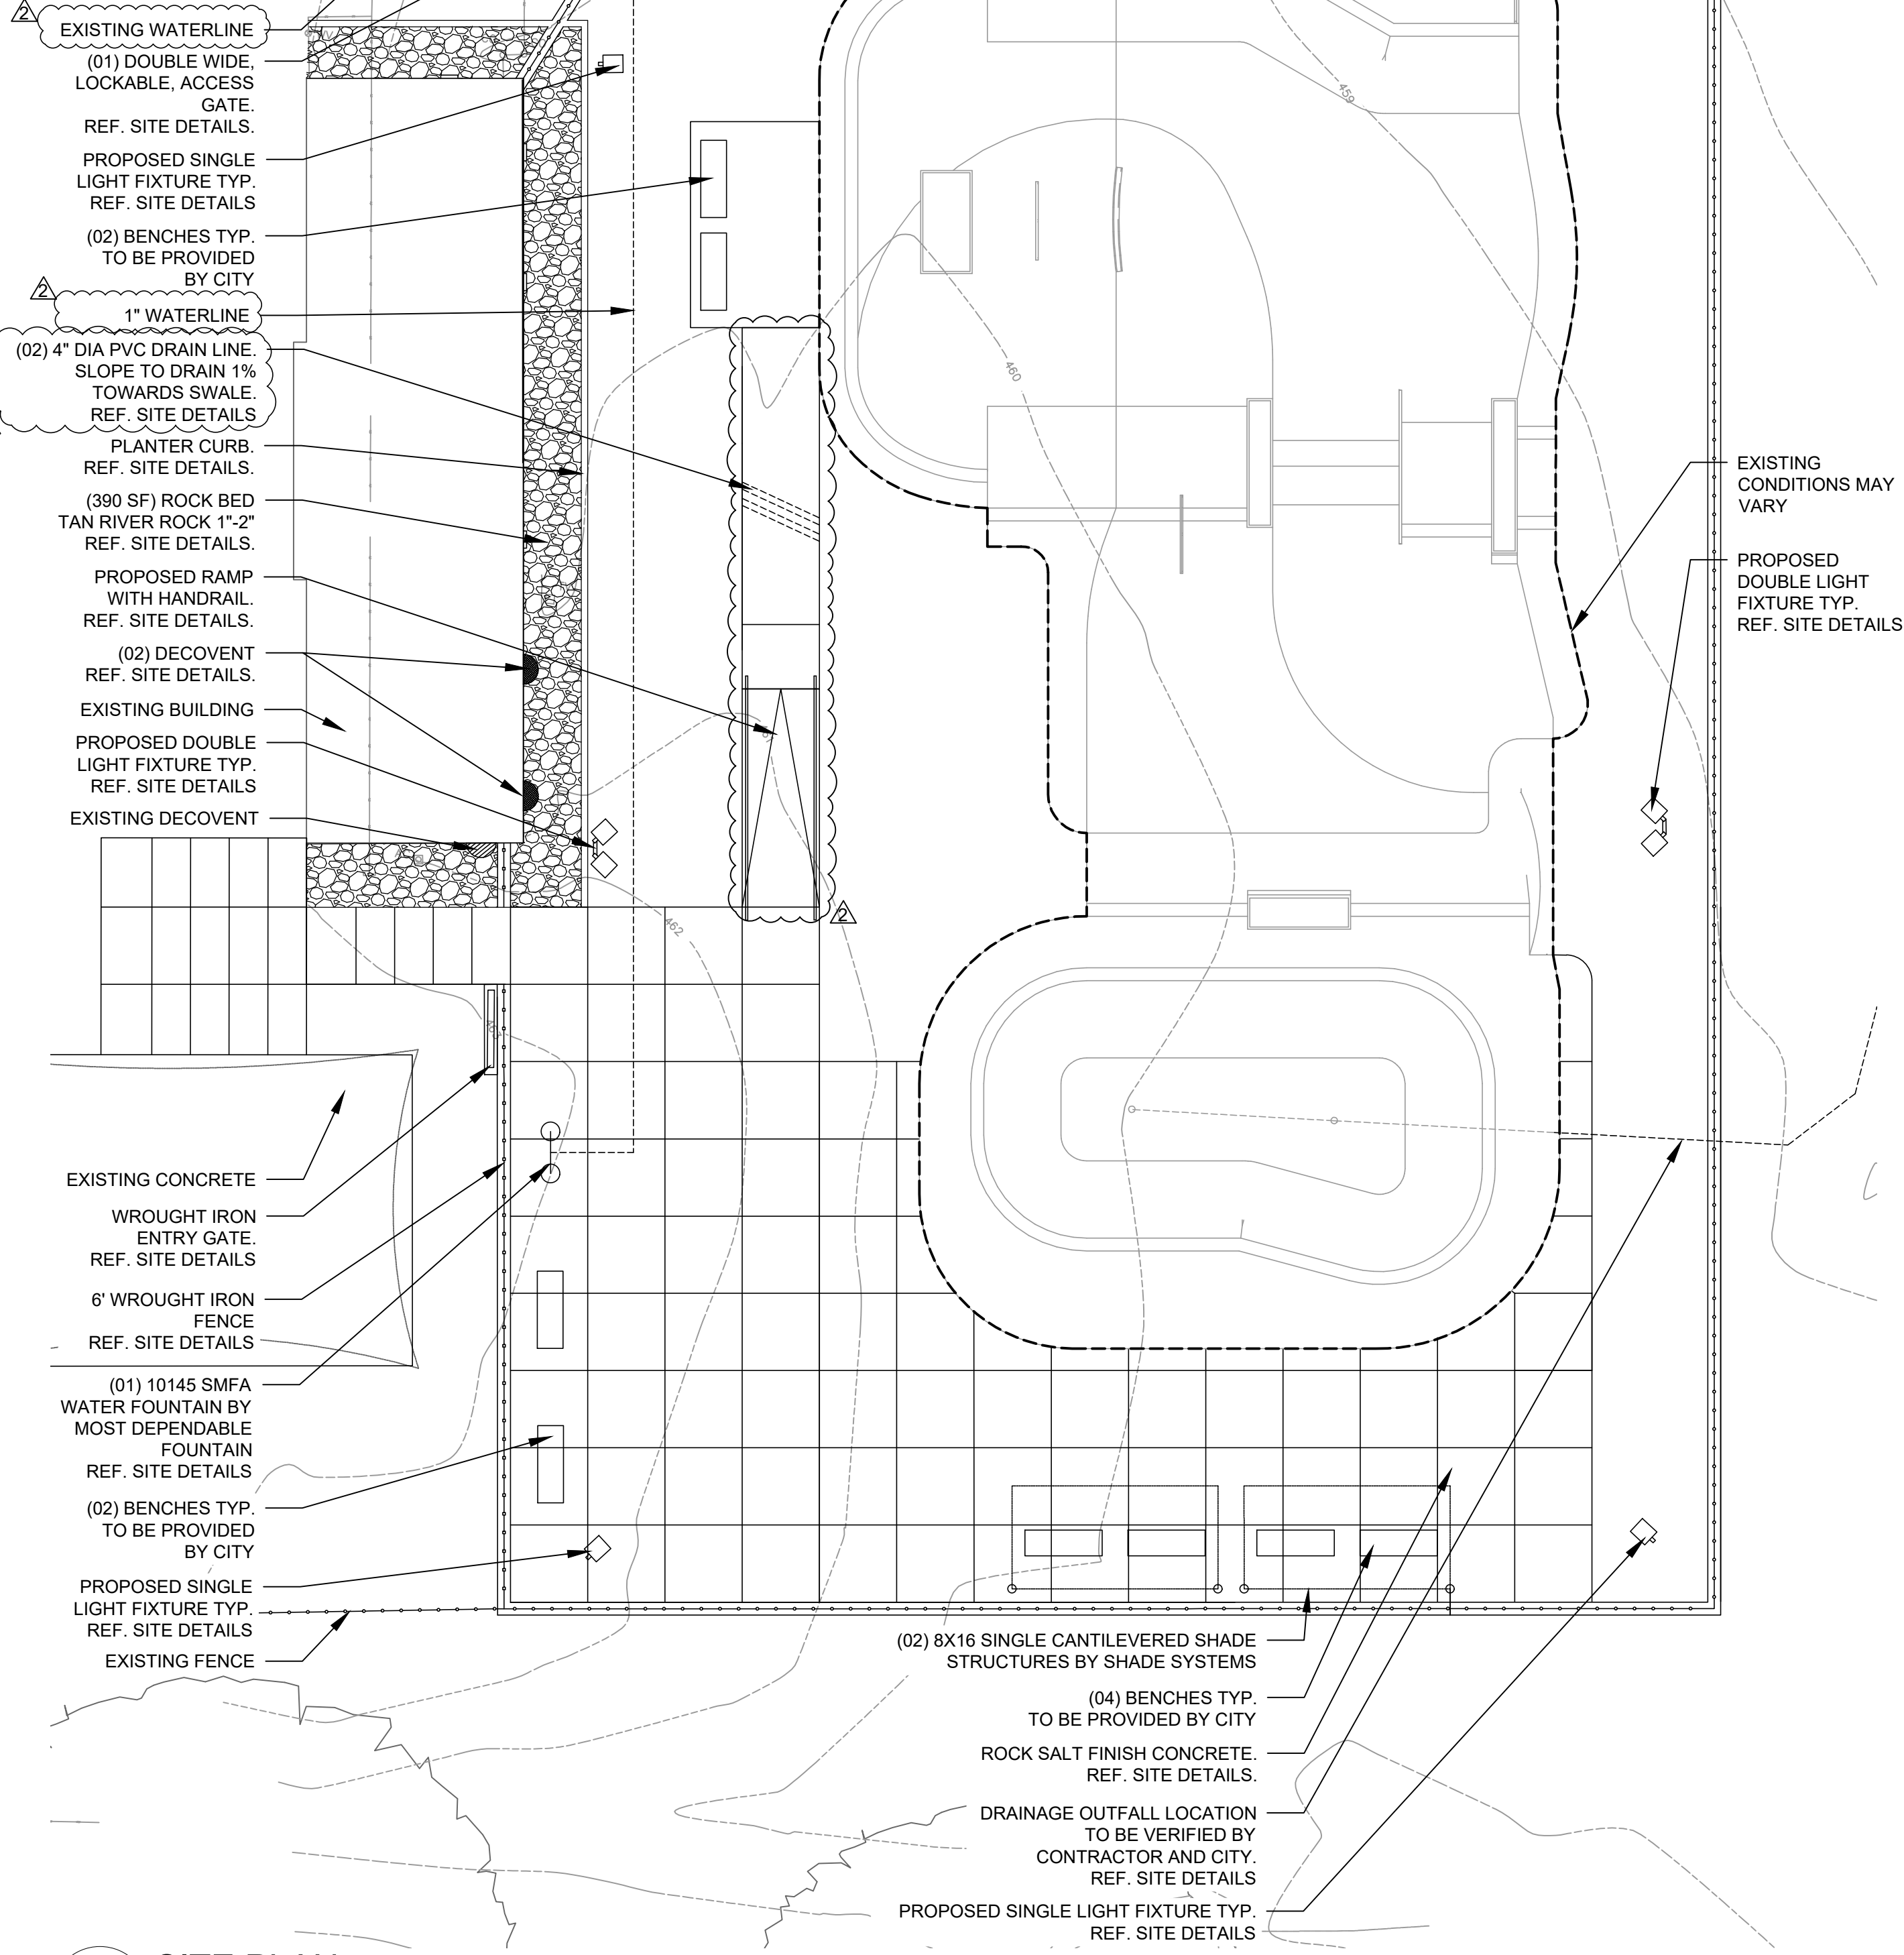 2
EXISTING WATERLINE
(01) DOUBLE WIDE,
LOCKABLE, ACCESS
GATE.
REF. SITE DETAILS.
PROPOSED SINGLE
LIGHT FIXTURE TYP.
REF. SITE DETAILS
(02) BENCHES TYP.
TO BE PROVIDED
BY CITY
2
1" WATERLINE
(02) 4" DIA PVC DRAIN LINE.
SLOPE TO DRAIN 1%
TOWARDS SWALE.
REF. SITE DETAILS
PLANTER CURB.
REF. SITE DETAILS.
(390 SF) ROCK BED
TAN RIVER ROCK 1"-2"
REF. SITE DETAILS.
PROPOSED RAMP
WITH HANDRAIL.
REF. SITE DETAILS.
(02) DECOVENT
REF. SITE DETAILS.
EXISTING BUILDING
PROPOSED DOUBLE
LIGHT FIXTURE TYP.
REF. SITE DETAILS
EXISTING DECOVENT
EXISTING CONCRETE
WROUGHT IRON
ENTRY GATE.
REF. SITE DETAILS
6' WROUGHT IRON
FENCE
REF. SITE DETAILS
(01) 10145 SMFA
WATER FOUNTAIN BY
MOST DEPENDABLE
FOUNTAIN
REF. SITE DETAILS
(02) BENCHES TYP.
TO BE PROVIDED
BY CITY
PROPOSED SINGLE
LIGHT FIXTURE TYP.
REF. SITE DETAILS
EXISTING FENCE
459
460
462
2
EXISTING
CONDITIONS MAY
VARY
PROPOSED
DOUBLE LIGHT
FIXTURE TYP.
REF. SITE DETAILS
(02) 8X16 SINGLE CANTILEVERED SHADE
STRUCTURES BY SHADE SYSTEMS
(04) BENCHES TYP.
TO BE PROVIDED BY CITY
ROCK SALT FINISH CONCRETE.
REF. SITE DETAILS.
DRAINAGE OUTFALL LOCATION
TO BE VERIFIED BY
CONTRACTOR AND CITY.
REF. SITE DETAILS
PROPOSED SINGLE LIGHT FIXTURE TYP.
REF. SITE DETAILS